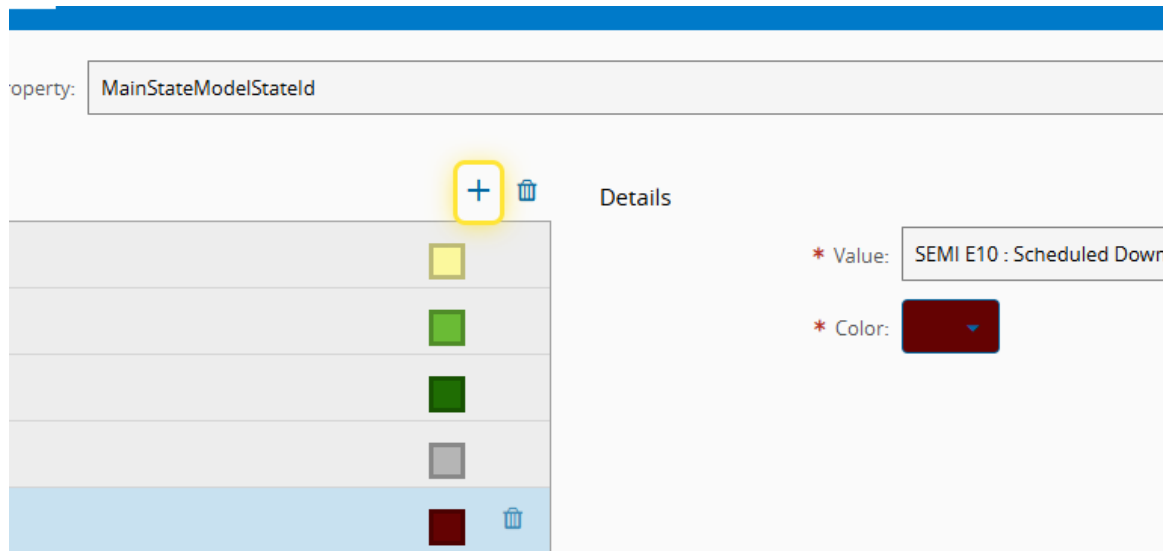 roperty: MainStateModelStateId
Details
* Value: SEMI E10 : Scheduled Down
* Color: